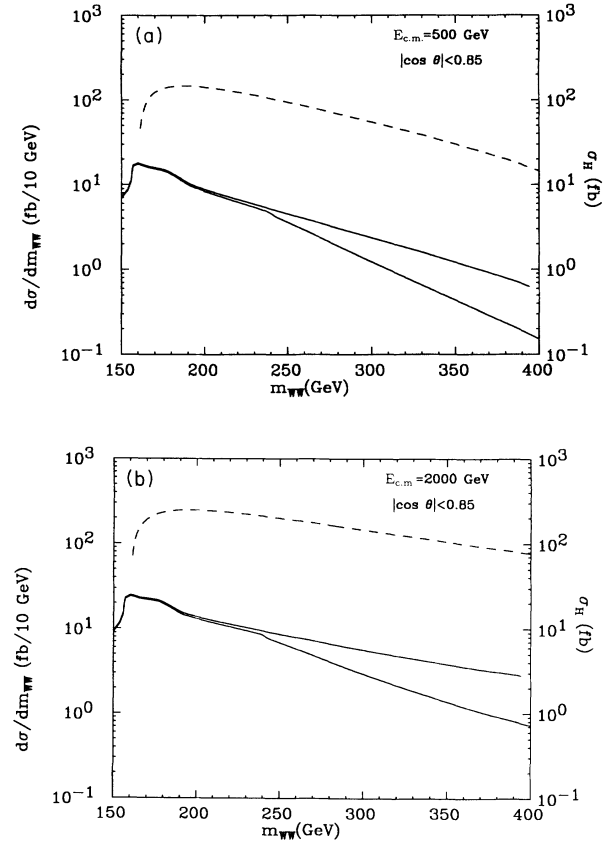 (a)
E_c.m.=500 GeV
|cos θ|<0.85
10³
10²
10¹
10⁰
10⁻¹
dσ/dm_WW (fb/10 GeV)
10³
10²
10¹
10⁰
10⁻¹
σ_H (fb)
150 200 250 300 350 400
m_WW(GeV)
(b)
E_c.m=2000 GeV
|cos θ|<0.85
10³
10²
10¹
10⁰
10⁻¹
dσ/dm_WW (fb/10 GeV)
10³
10²
10¹
10⁰
10⁻¹
σ_H (fb)
150 200 250 300 350 400
m_WW(GeV)